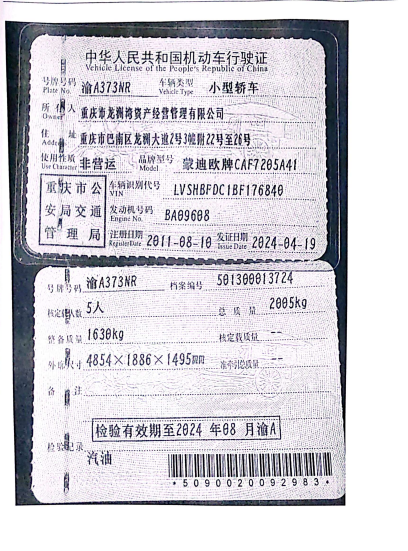 中华人民共和国机动车行驶证
Vehicle License of the People's Republic of China
号牌号码 渝A373NR 车辆类型 小型轿车
Plate No. Vehicle Type
所有人 重庆市龙洲湾资产经营管理有限公司
Owner
住址 重庆市巴南区龙洲大道2号3幢附22号至26号
Address
使用性质 非营运 品牌型号 蒙迪欧牌CAF7205A41
Use Character Model
重庆市公安局交通管理局
车辆识别代号 LVSHBFDC1BF176840
VIN
发动机号码 BA09608
Engine No.
注册日期 2011-08-10 发证日期 2024-04-19
Register Date Issue Date
号牌号码 渝A373NR 档案编号 501300013724
核定载人数 5人 总质量 2005kg
整备质量 1630kg 核定载质量 --
外廓尺寸 4854×1886×1495 准牵引总质量 --
备注
检验有效期至2024 年08 月渝A
检验记录
汽油
*5090020092983*